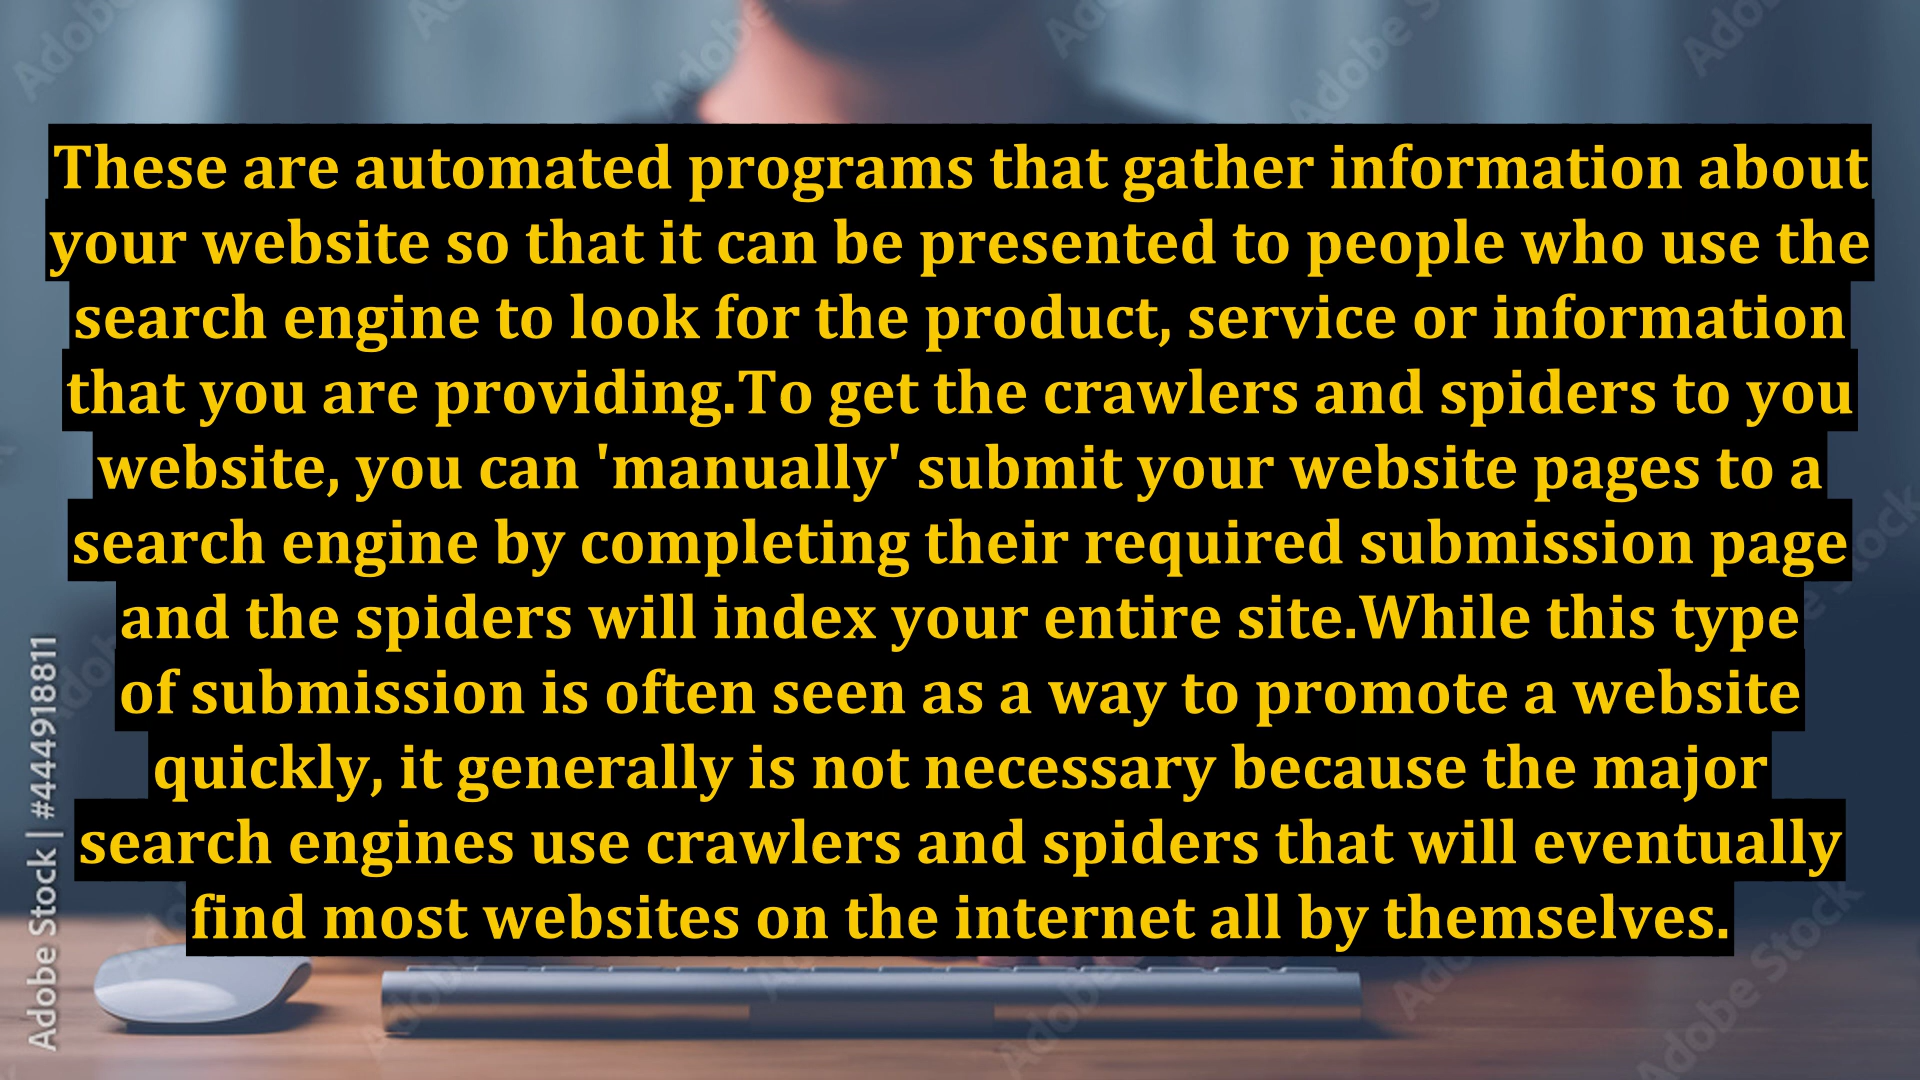 These are automated programs that gather information about
your website so that it can be presented to people who use the
search engine to look for the product, service or information
that you are providing.To get the crawlers and spiders to you
website, you can 'manually' submit your website pages to a
search engine by completing their required submission page
and the spiders will index your entire site.While this type
of submission is often seen as a way to promote a website
quickly, it generally is not necessary because the major
search engines use crawlers and spiders that will eventually
find most websites on the internet all by themselves.
Adobe Stock | #444918811
Adobe Stock